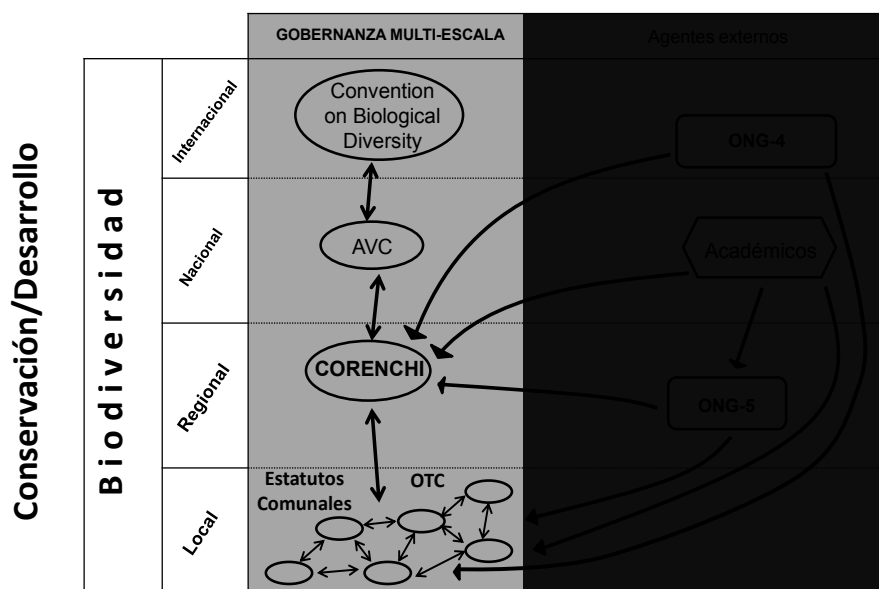 GOBERNANZA MULTI-ESCALA
Agentes externos
Conservación/Desarrollo
Biodiversidad
Internacional
Convention
on Biological
Diversity
ONG-4
Nacional
AVC
Académicos
Regional
CORENCHI
ONG-5
Local
Estatutos
Comunales
OTC